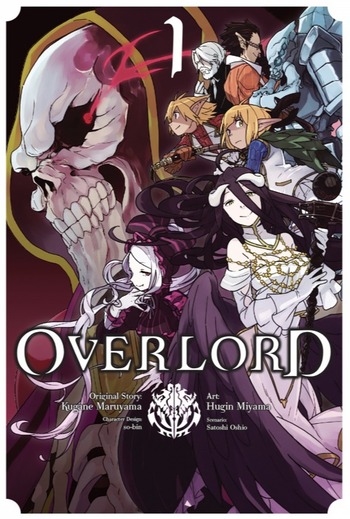 1
OVERLORD
Original Story:
Kugane Maruyama
Character Design:
so-bin
Art:
Hugin Miyama
Scenario:
Satoshi Oshio